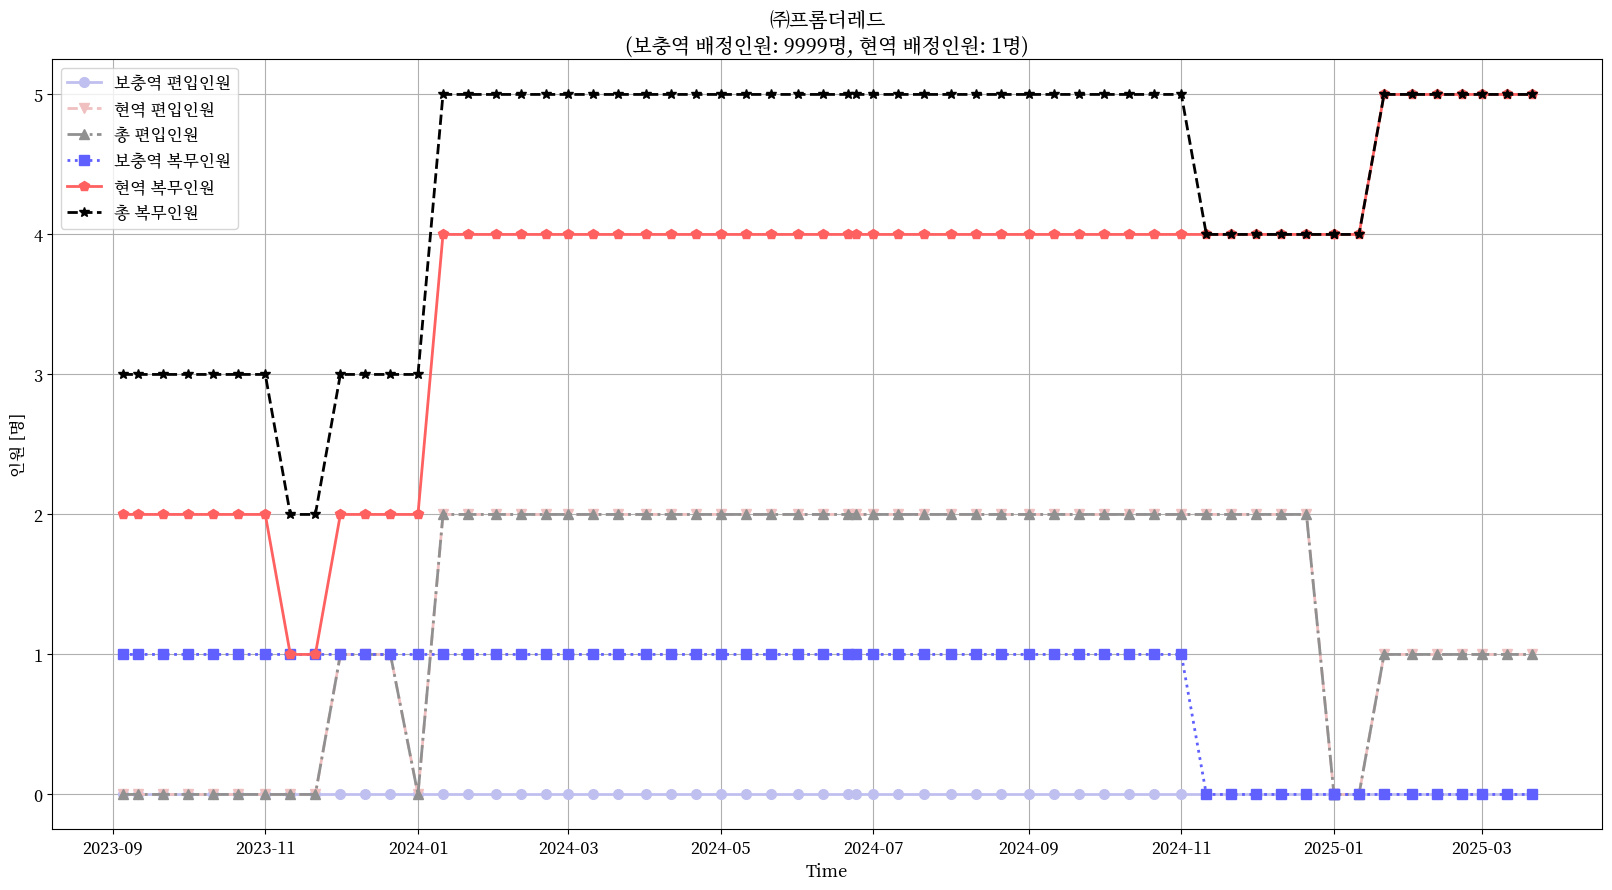 ㈜프롬더레드
(보충역 배정인원: 9999명, 현역 배정인원: 1명)
보충역 편입인원
현역 편입인원
총 편입인원
보충역 복무인원
현역 복무인원
총 복무인원
인원 [명]
5
4
3
2
1
0
2023-09
2023-11
2024-01
2024-03
2024-05
2024-07
2024-09
2024-11
2025-01
2025-03
Time